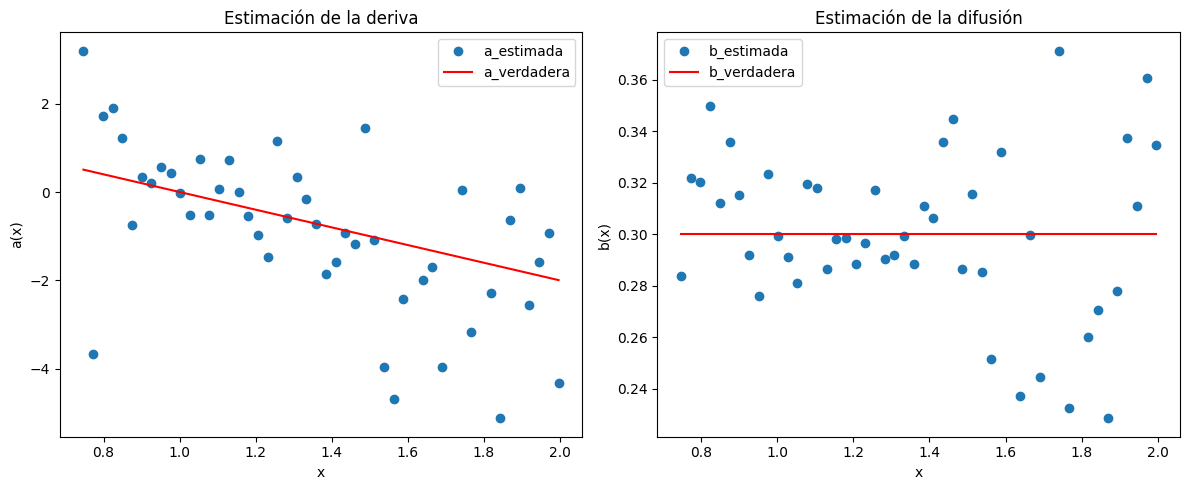 Estimación de la deriva
a_estimada
a_verdadera
2
0
−2
−4
a(x)
0.8 1.0 1.2 1.4 1.6 1.8 2.0
x
Estimación de la difusión
b_estimada
b_verdadera
0.36
0.34
0.32
0.30
0.28
0.26
0.24
b(x)
0.8 1.0 1.2 1.4 1.6 1.8 2.0
x